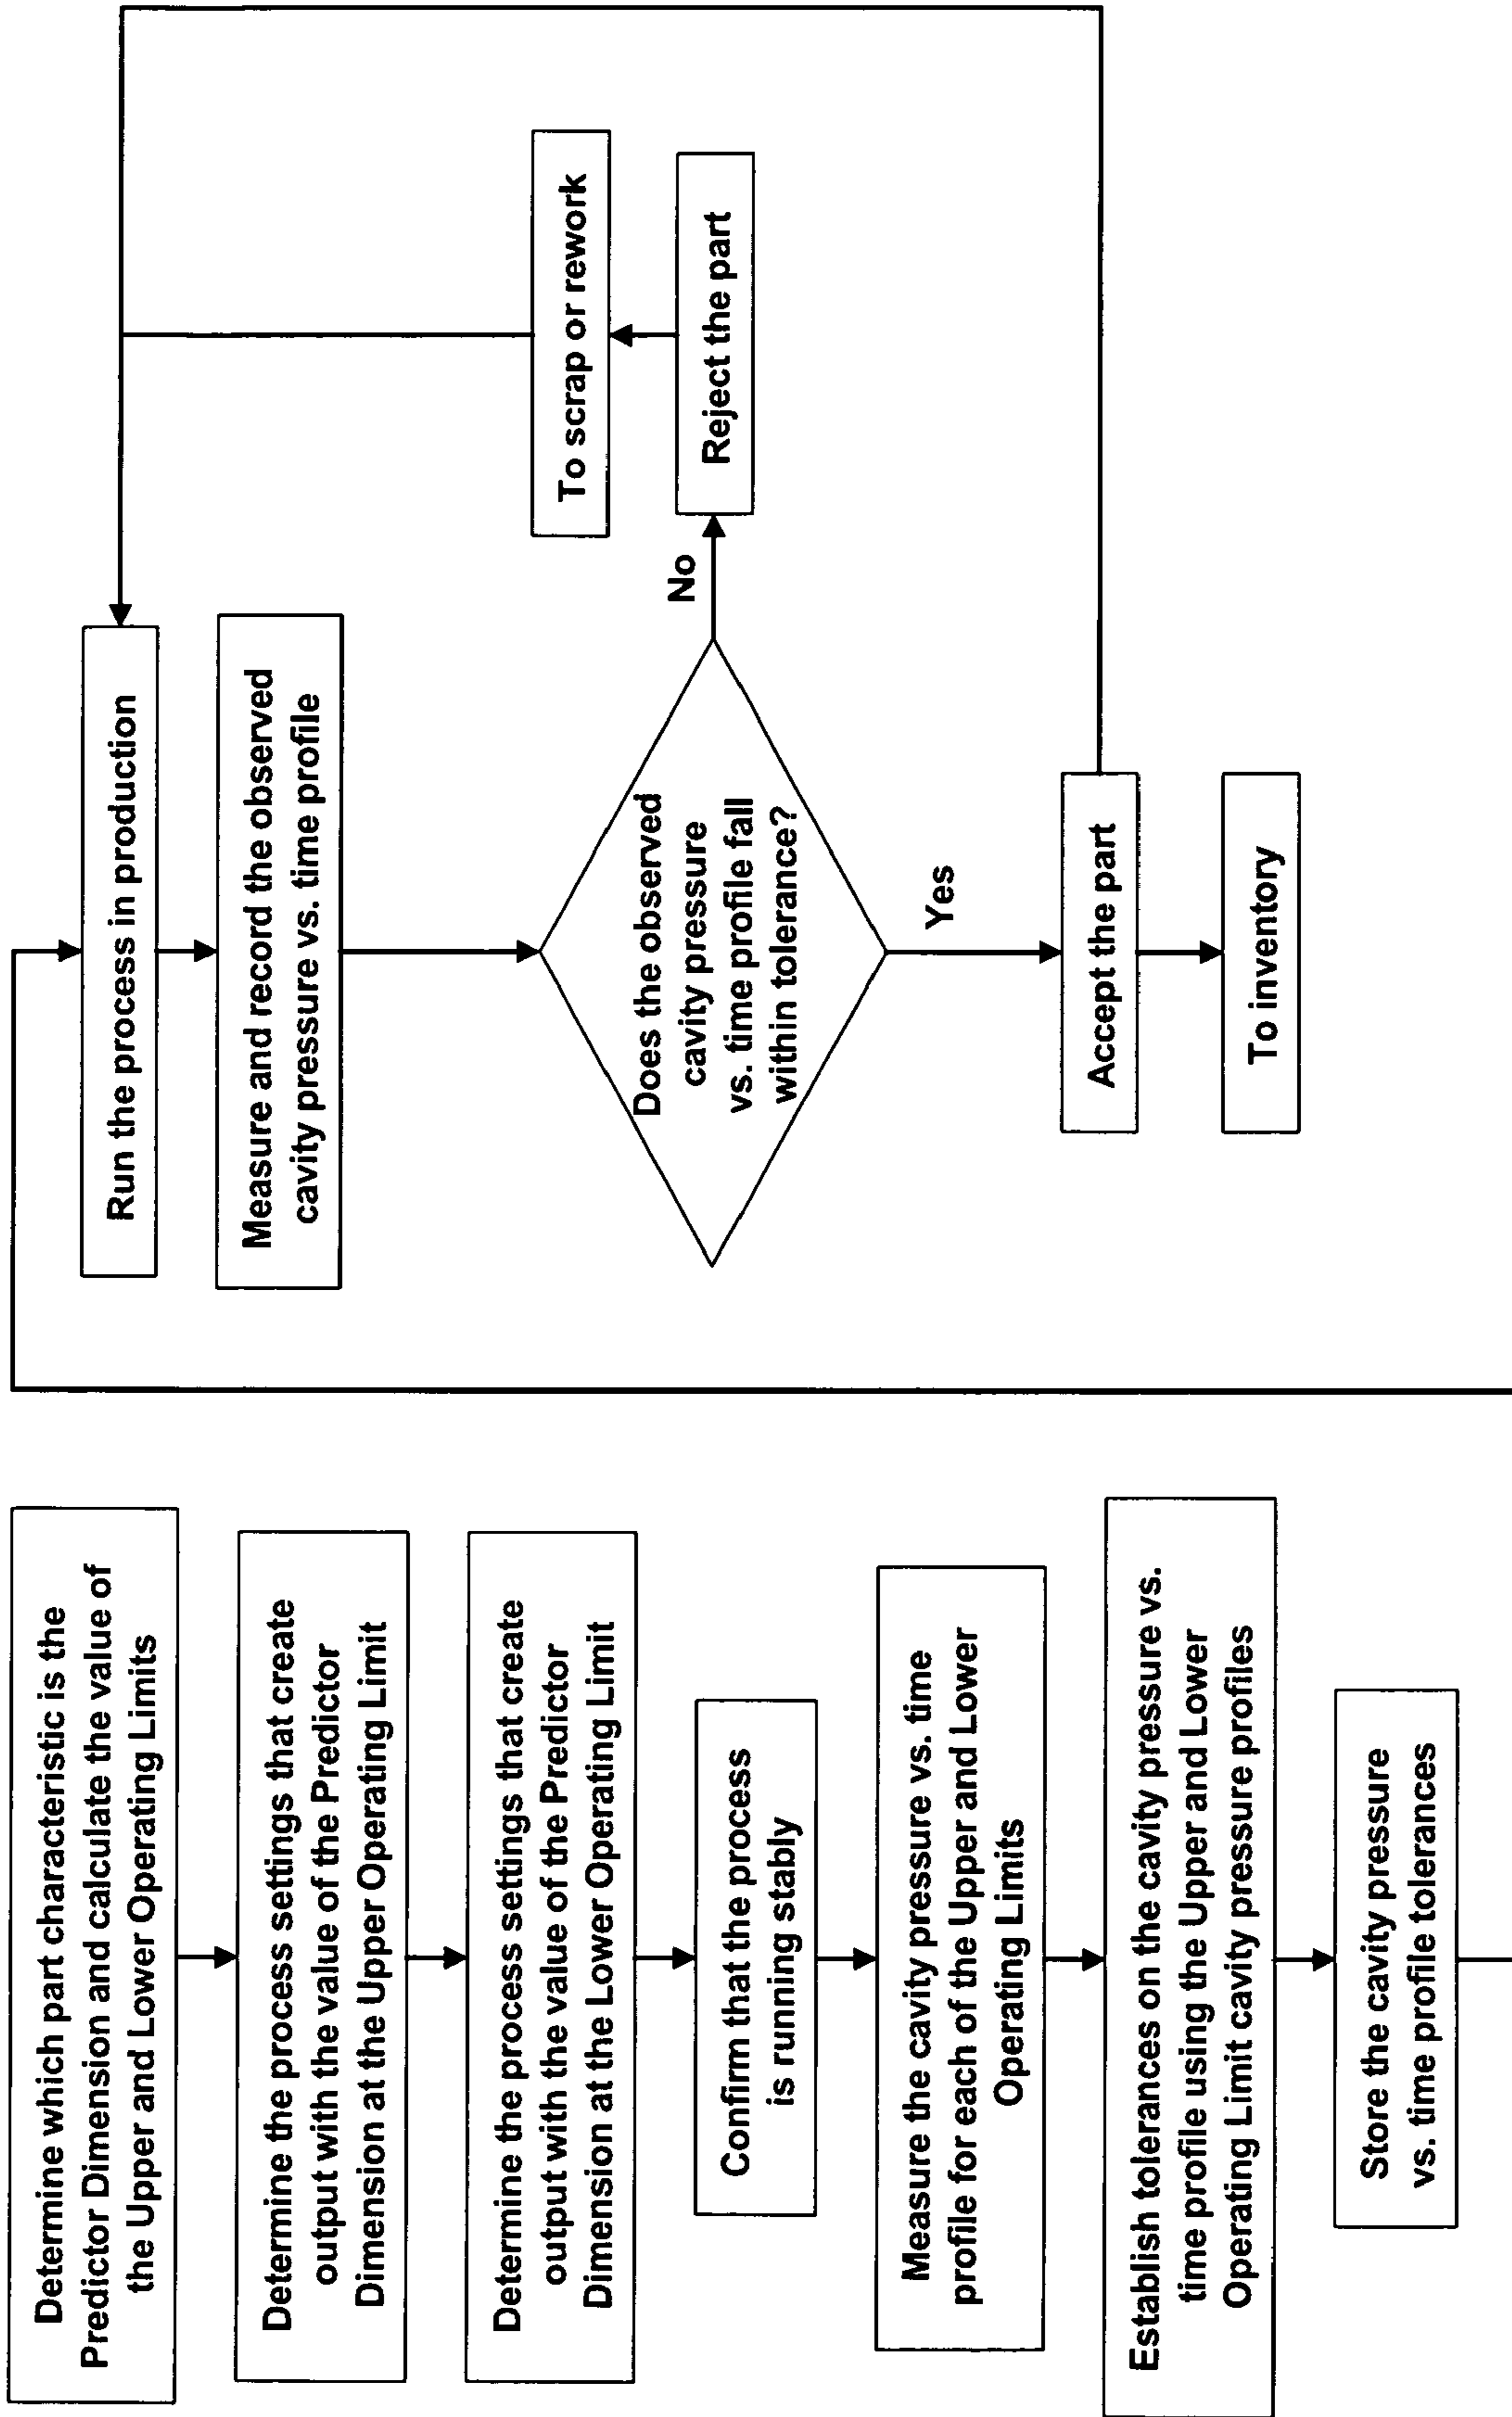 Determine which part characteristic is the
Predictor Dimension and calculate the value of
the Upper and Lower Operating Limits
Determine the process settings that create
output with the value of the Predictor
Dimension at the Upper Operating Limit
Determine the process settings that create
output with the value of the Predictor
Dimension at the Lower Operating Limit
Confirm that the process
is running stably
Measure the cavity pressure vs. time
profile for each of the Upper and Lower
Operating Limits
Establish tolerances on the cavity pressure vs.
time profile using the Upper and Lower
Operating Limit cavity pressure profiles
Store the cavity pressure
vs. time profile tolerances
Run the process in production
Measure and record the observed
cavity pressure vs. time profile
Does the observed
cavity pressure
vs. time profile fall
within tolerance?
No
Reject the part
To scrap or rework
Yes
Accept the part
To inventory